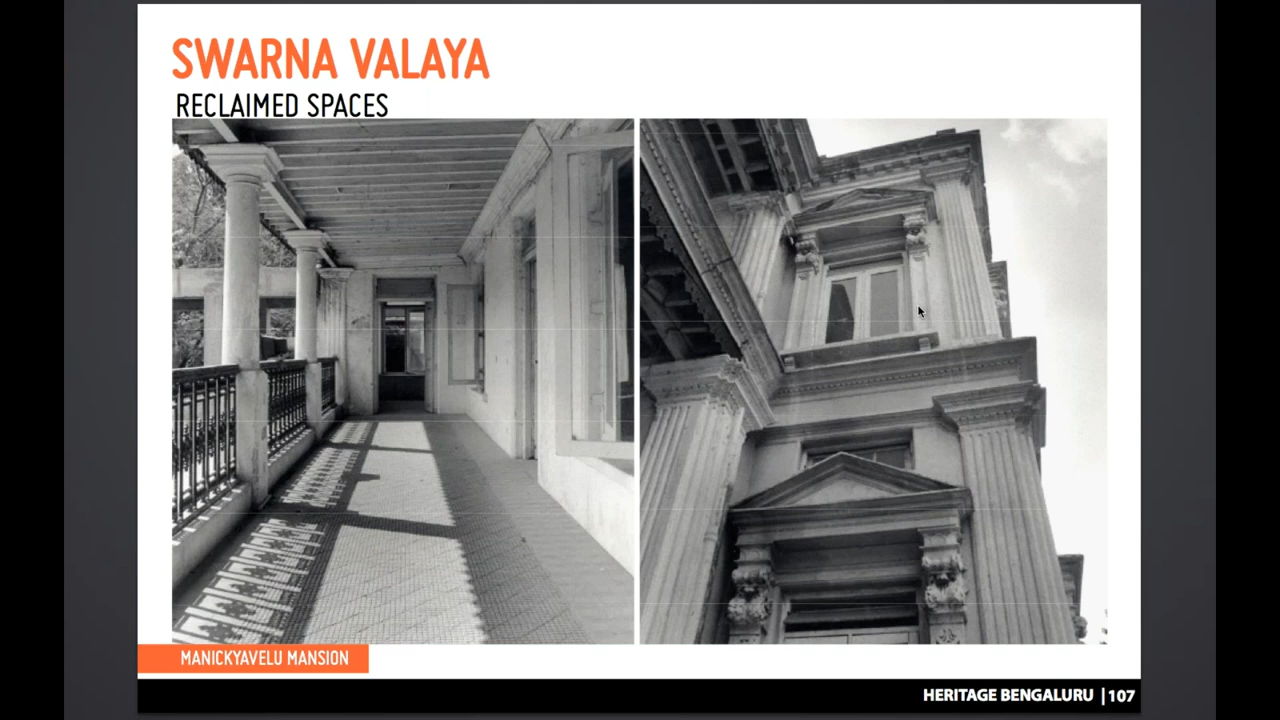 SWARNA VALAYA
RECLAIMED SPACES
MANICKYAVELU MANSION
HERITAGE BENGALURU | 107